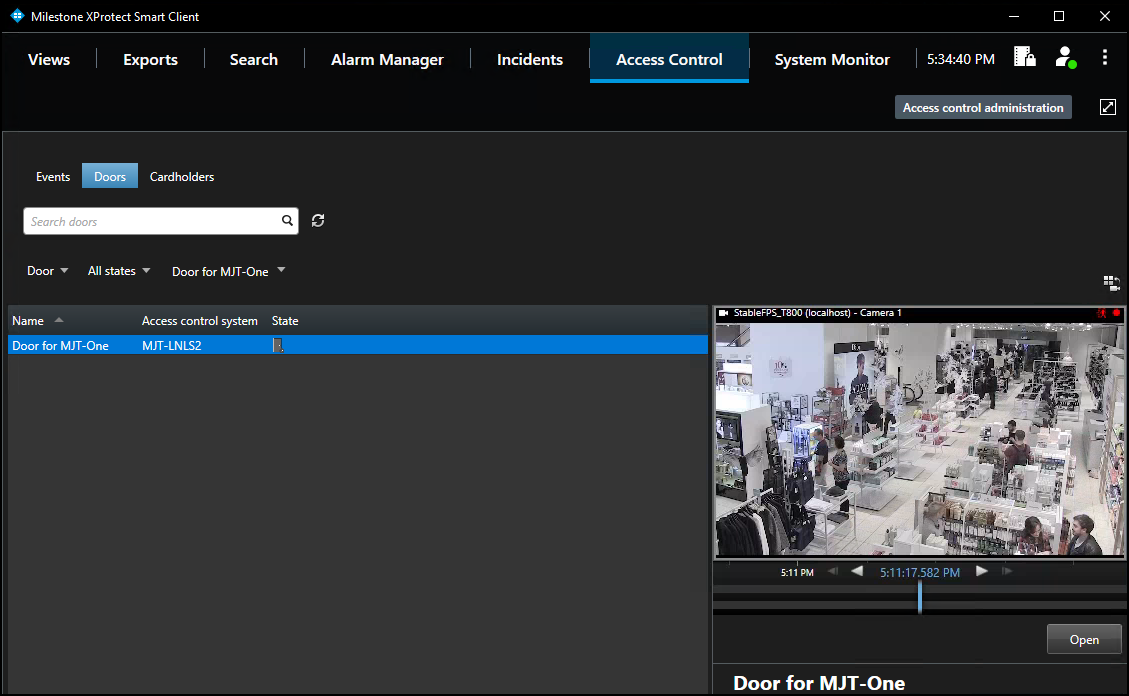 Milestone XProtect Smart Client
Views Exports Search Alarm Manager Incidents Access Control System Monitor 5:34:40 PM
Access control administration
Events Doors Cardholders
Search doors
Door All states Door for MJT-One
Name Access control system State
Door for MJT-One MJT-LNLS2
StableFPS_T800 (localhost) - Camera 1
5:11 PM 5:11:17.582 PM
Open
Door for MJT-One